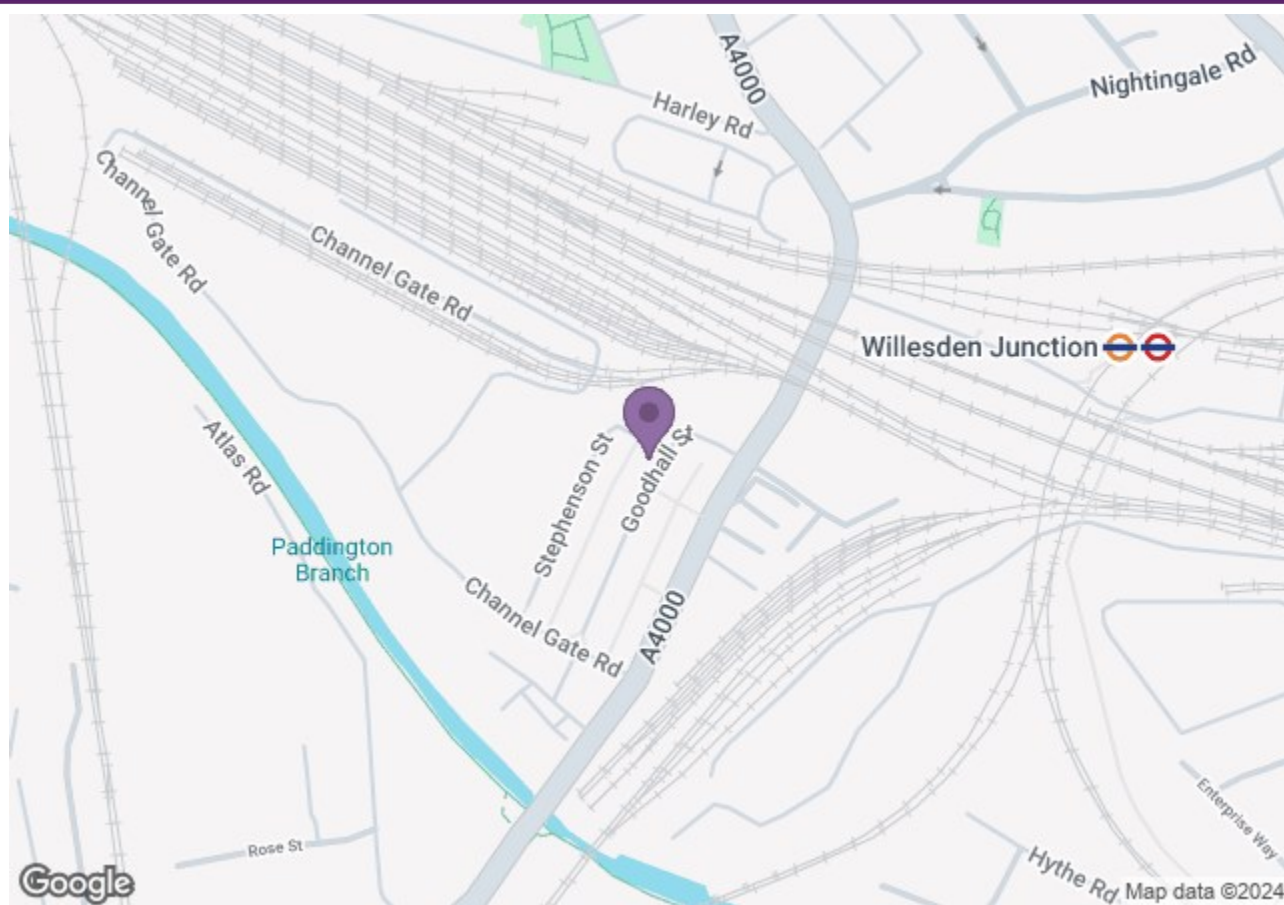 A4000
Nightingale Rd
Harley Rd
Channel Gate Rd
Channel Gate Rd
Willesden Junction
Atlas Rd
Stephenson St
Goodhall St
Paddington
Branch
Channel Gate Rd
A4000
Enterprise Way
Rose St
Hythe Rd
Google
Map data ©2024